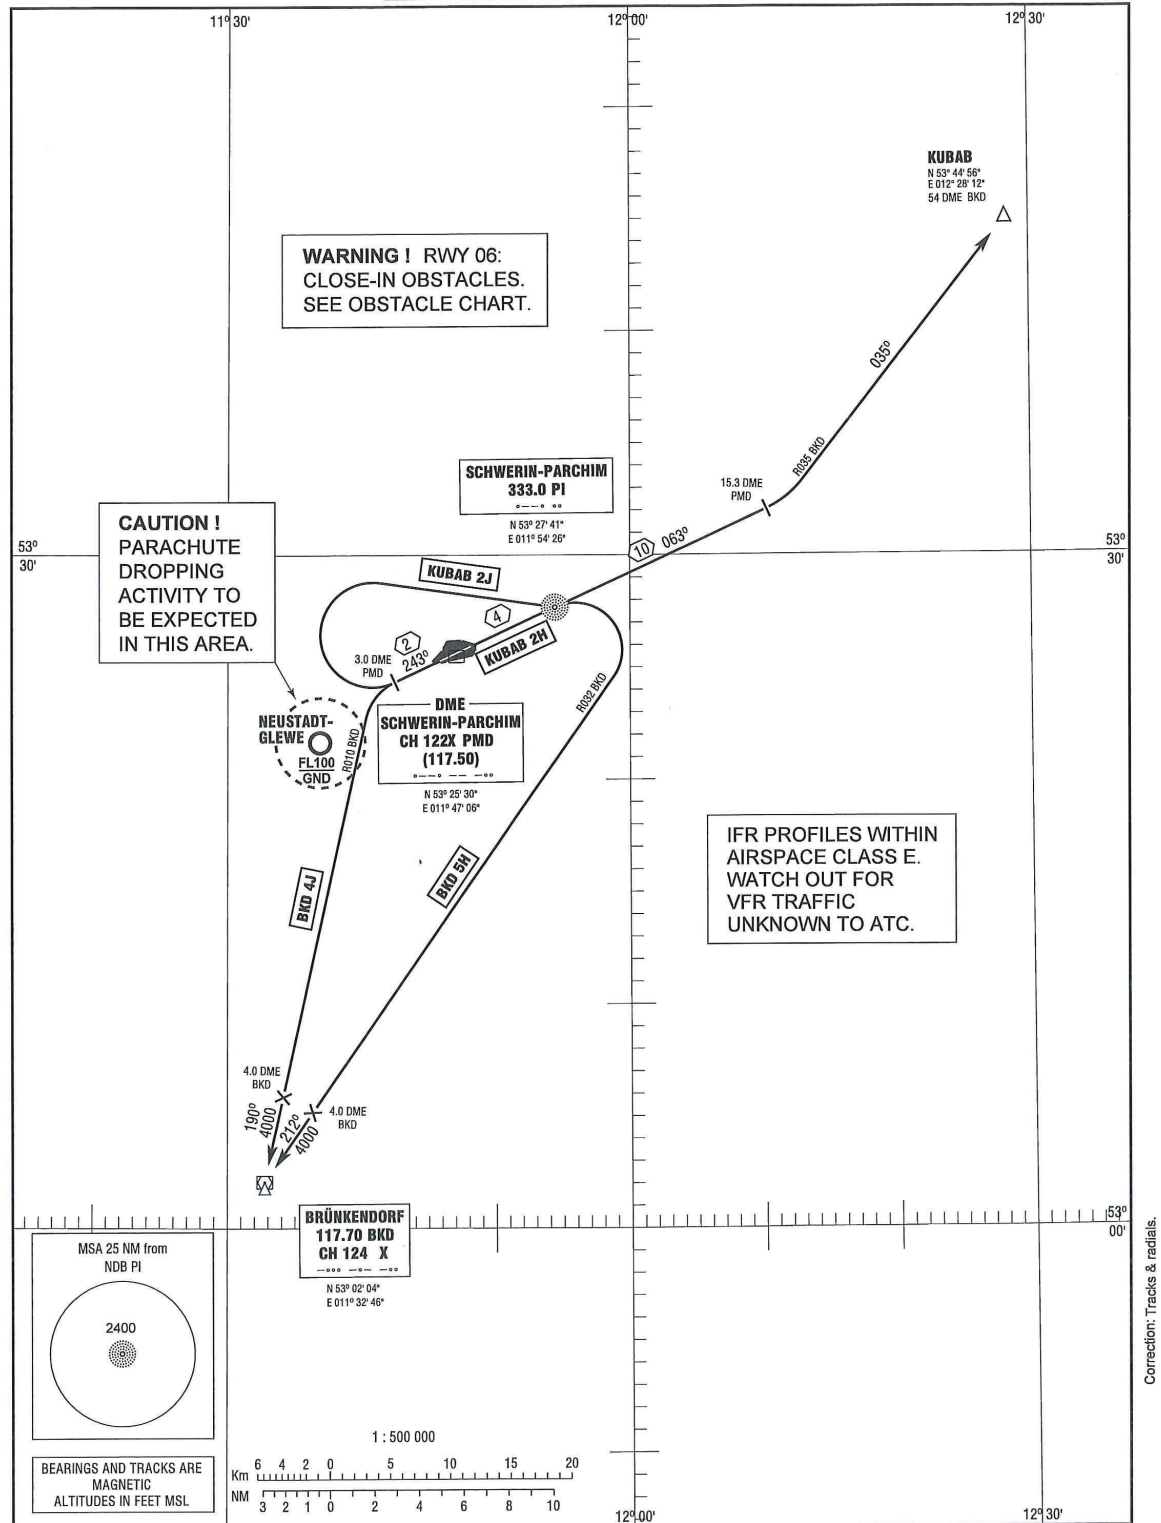 11° 30'
12° 00'
12° 30'
KUBAB
N 53° 44' 56"
E 012° 28' 12"
54 DME BKD
WARNING ! RWY 06:
CLOSE-IN OBSTACLES.
SEE OBSTACLE CHART.
035°
R035 BKD
15.3 DME
PMD
SCHWERIN-PARCHIM
333.0 PI
N 53° 27' 41"
E 011° 54' 26"
10
063°
53°
30'
53°
30'
CAUTION !
PARACHUTE
DROPPING
ACTIVITY TO
BE EXPECTED
IN THIS AREA.
KUBAB 2J
4
2
243°
KUBAB 2H
3.0 DME
PMD
R032 BKD
NEUSTADT-
GLEWE
FL100
GND
R010 BKD
DME
SCHWERIN-PARCHIM
CH 122X PMD
(117.50)
N 53° 25' 30"
E 011° 47' 06"
IFR PROFILES WITHIN
AIRSPACE CLASS E.
WATCH OUT FOR
VFR TRAFFIC
UNKNOWN TO ATC.
BKD 4J
BKD 5H
4.0 DME
BKD
4.0 DME
BKD
190°
4000
212°
4000
BRÜNKENDORF
117.70 BKD
CH 124 X
N 53° 02' 04"
E 011° 32' 46"
53°
00'
MSA 25 NM from
NDB PI
2400
BEARINGS AND TRACKS ARE
MAGNETIC
ALTITUDES IN FEET MSL
1 : 500 000
Km 6 4 2 0 5 10 15 20
NM 3 2 1 0 2 4 6 8 10
12° 00'
12° 30'
Correction: Tracks & radials.